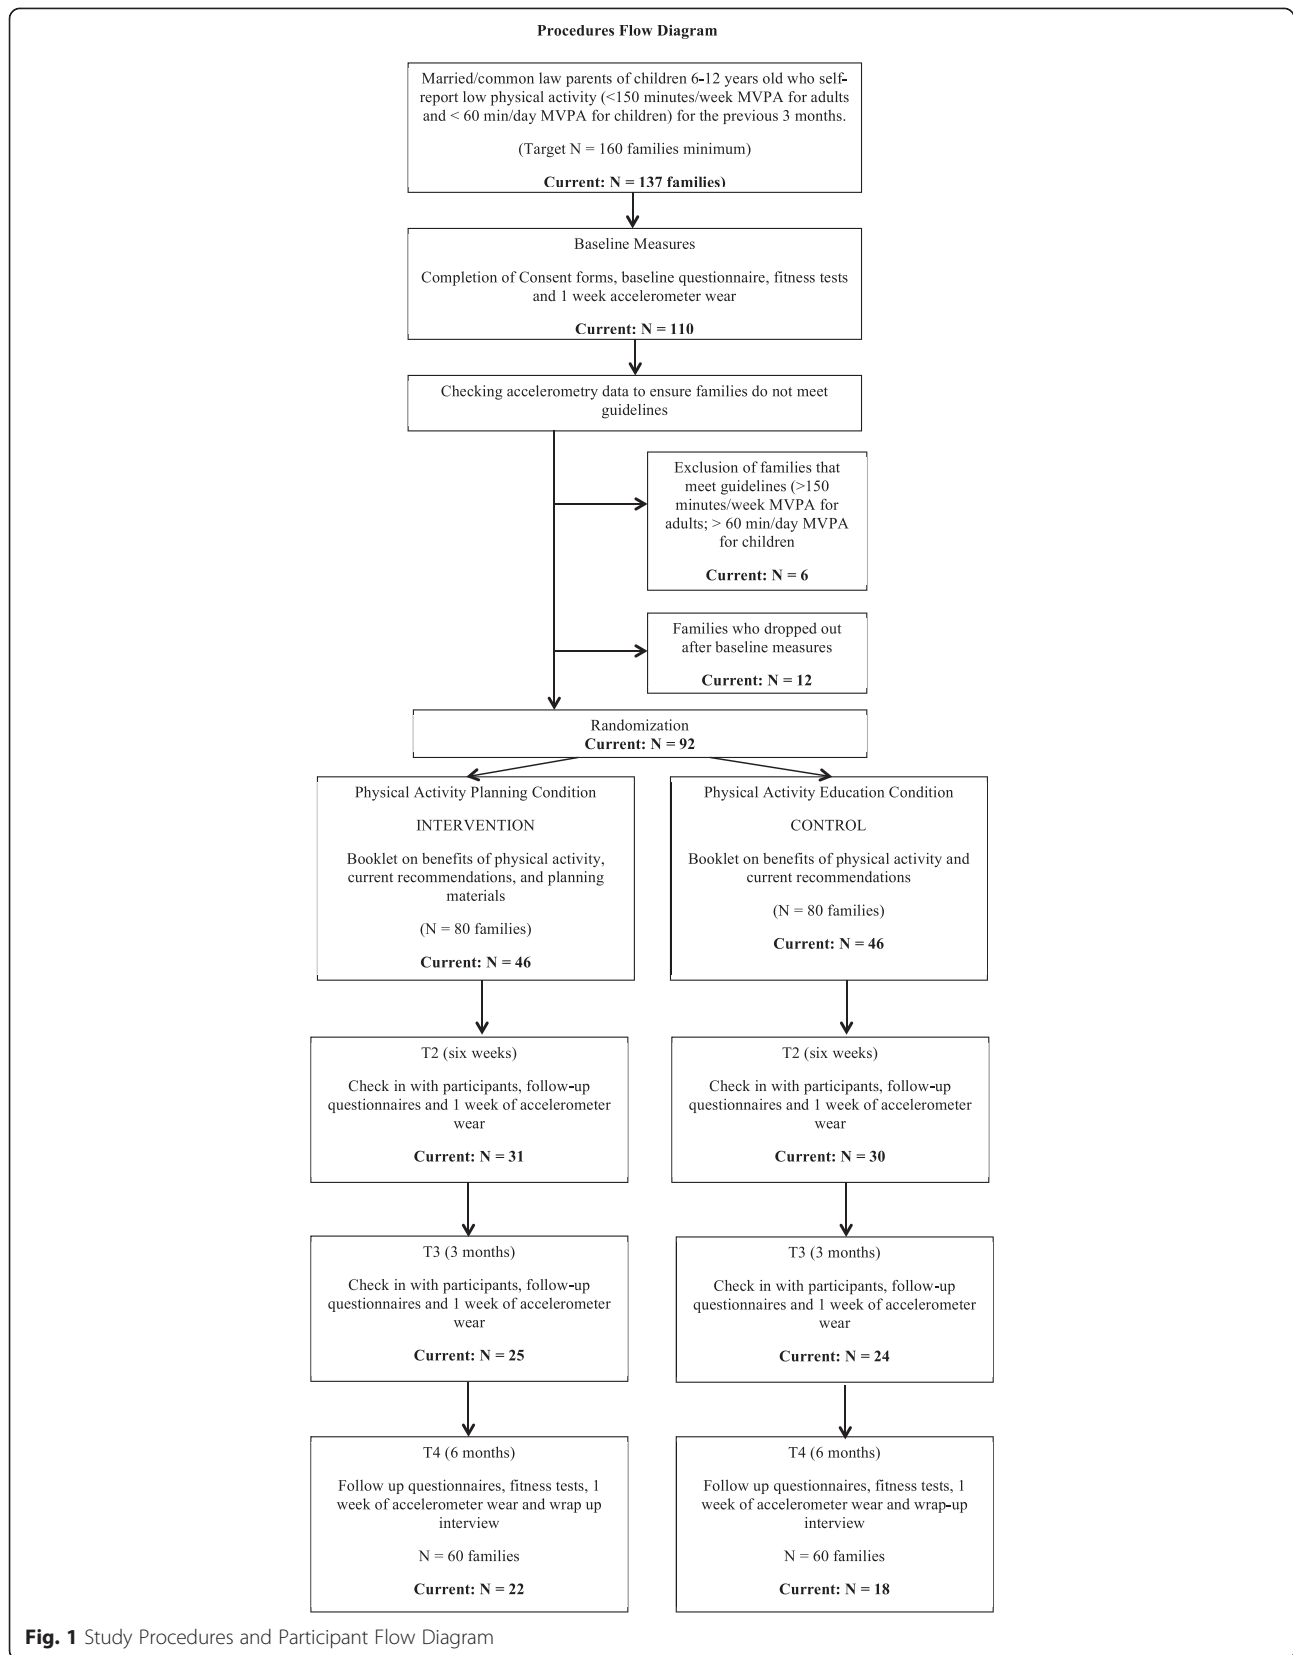 Procedures Flow Diagram
Married/common law parents of children 6-12 years old who self-
report low physical activity (<150 minutes/week MVPA for adults
and < 60 min/day MVPA for children) for the previous 3 months.
(Target N = 160 families minimum)
Current: N = 137 families)
Baseline Measures
Completion of Consent forms, baseline questionnaire, fitness tests
and 1 week accelerometer wear
Current: N = 110
Checking accelerometry data to ensure families do not meet
guidelines
Exclusion of families that
meet guidelines (>150
minutes/week MVPA for
adults; > 60 min/day MVPA
for children
Current: N = 6
Families who dropped out
after baseline measures
Current: N = 12
Randomization
Current: N = 92
Physical Activity Planning Condition
INTERVENTION
Booklet on benefits of physical activity,
current recommendations, and planning
materials
(N = 80 families)
Current: N = 46
Physical Activity Education Condition
CONTROL
Booklet on benefits of physical activity and
current recommendations
(N = 80 families)
Current: N = 46
T2 (six weeks)
Check in with participants, follow-up
questionnaires and 1 week of accelerometer
wear
Current: N = 31
T2 (six weeks)
Check in with participants, follow-up
questionnaires and 1 week of accelerometer
wear
Current: N = 30
T3 (3 months)
Check in with participants, follow-up
questionnaires and 1 week of accelerometer
wear
Current: N = 25
T3 (3 months)
Check in with participants, follow-up
questionnaires and 1 week of accelerometer
wear
Current: N = 24
T4 (6 months)
Follow up questionnaires, fitness tests, 1
week of accelerometer wear and wrap up
interview
N = 60 families
Current: N = 22
T4 (6 months)
Follow up questionnaires, fitness tests, 1
week of accelerometer wear and wrap-up
interview
N = 60 families
Current: N = 18
Fig. 1 Study Procedures and Participant Flow Diagram